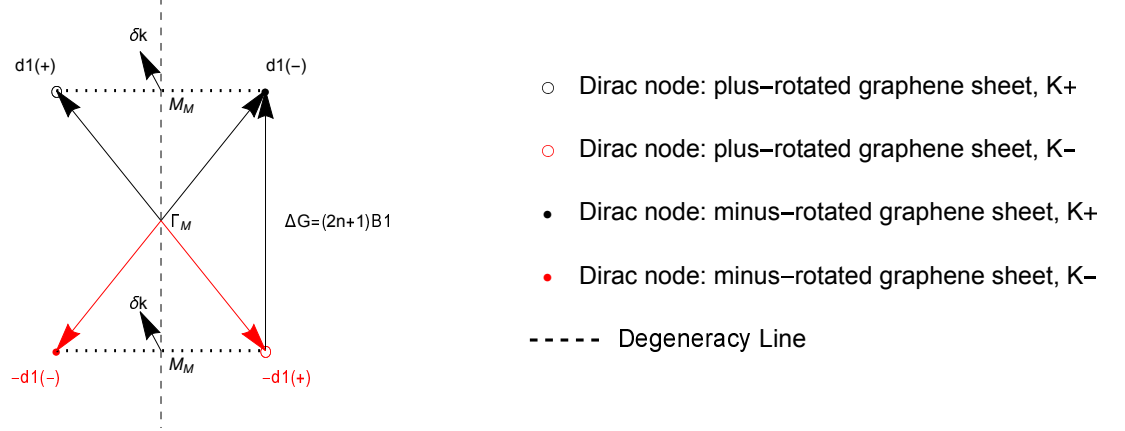 δk
d1(+)
d1(−)
M_M
Γ_M
ΔG=(2n+1)B1
δk
M_M
−d1(−)
−d1(+)
Dirac node: plus−rotated graphene sheet, K+
Dirac node: plus−rotated graphene sheet, K−
Dirac node: minus−rotated graphene sheet, K+
Dirac node: minus−rotated graphene sheet, K−
Degeneracy Line